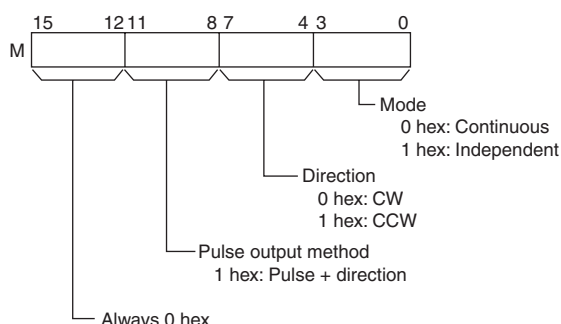 15 12 11 8 7 4 3 0
M
Mode
0 hex: Continuous
1 hex: Independent
Direction
0 hex: CW
1 hex: CCW
Pulse output method
1 hex: Pulse + direction
Always 0 hex